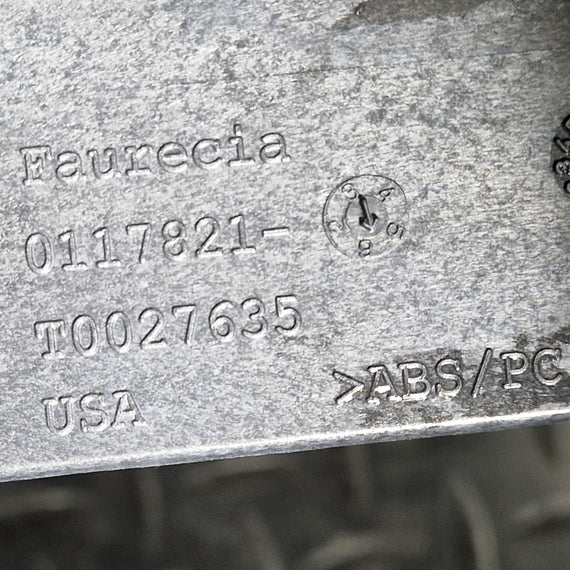 Faurecia
0117821-
T0027635
USA
>ABS/PC